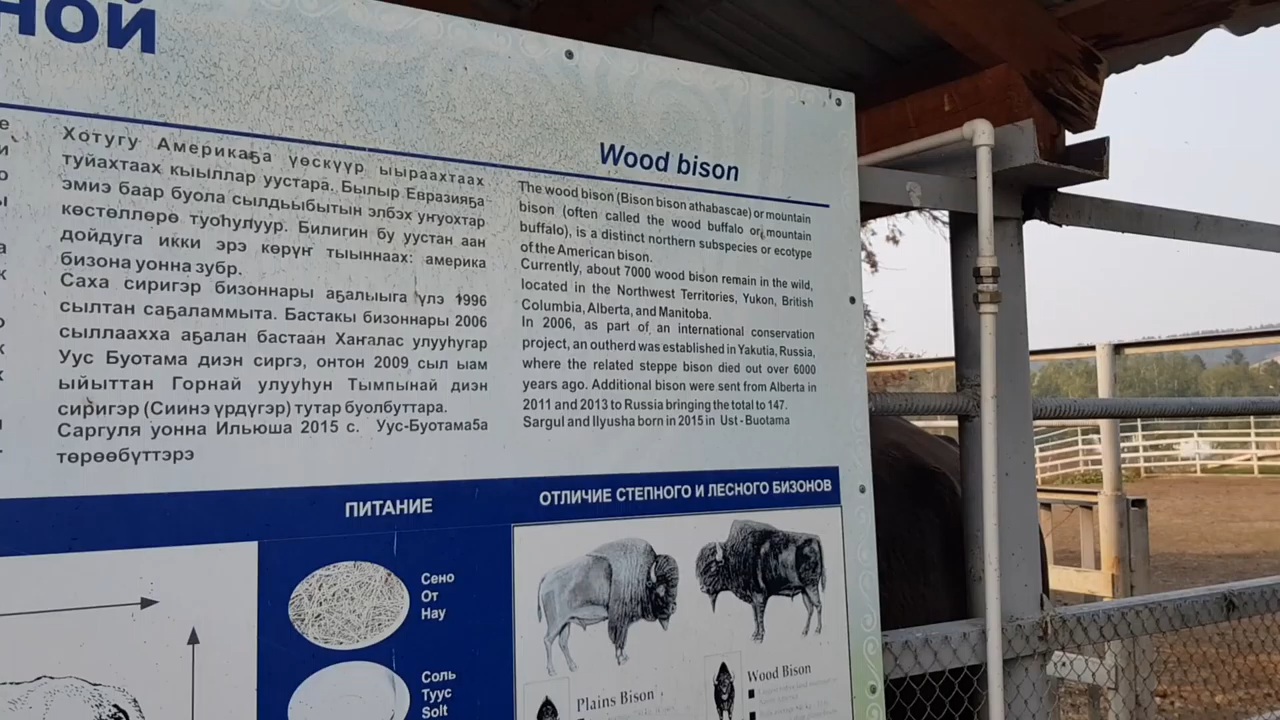 ной
Хотугу Америкаҕа үөскүүр ыыраахтаах
туйахтаах кыыллар уустара. Былыр Евразияҕа
эмиэ баар буола сылдьыбытын элбэх уҥуохтар
көстөллөрө туоһулуур. Билигин бу уустан аан
дойдуга икки эрэ көрүҥ тыыннаах: америка
бизона уонна зубр.
Саха сиригэр бизоннары аҕалыыга үлэ 1996
сылтан саҕаламмыта. Бастакы бизоннары 2006
сыллаахха аҕалан бастаан Хаҥалас улууһугар
Уус Буотама диэн сиргэ, онтон 2009 сыл ыам
ыйыттан Горнай улууһун Тымпынай диэн
сиригэр (Сиинэ үрдүгэр) тутар буолбуттара.
Саргуля уонна Ильюша 2015 с. Уус-Буотама5а
төрөөбүттэрэ
Wood bison
The wood bison (Bison bison athabascae) or mountain
bison (often called the wood buffalo or mountain
buffalo), is a distinct northern subspecies or ecotype
of the American bison.
Currently, about 7000 wood bison remain in the wild,
located in the Northwest Territories, Yukon, British
Columbia, Alberta, and Manitoba.
In 2006, as part of an international conservation
project, an outherd was established in Yakutia, Russia,
where the related steppe bison died out over 6000
years ago. Additional bison were sent from Alberta in
2011 and 2013 to Russia bringing the total to 147.
Sargul and Ilyusha born in 2015 in Ust - Buotama
ПИТАНИЕ
Сено
От
Hay
Соль
Туус
Solt
ОТЛИЧИЕ СТЕПНОГО И ЛЕСНОГО БИЗОНОВ
Plains Bison
Wood Bison